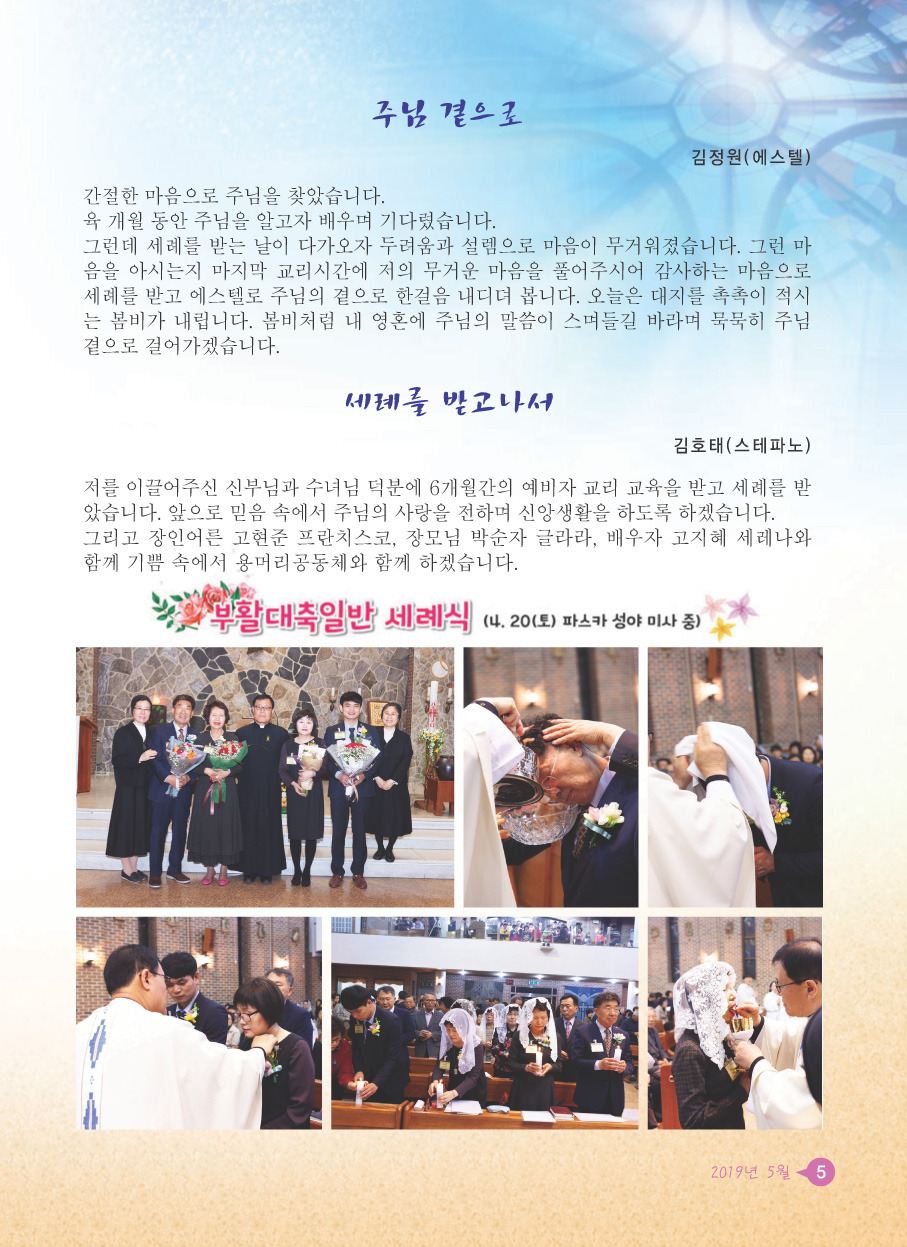 주님 곁으로
김정원(에스텔)
간절한 마음으로 주님을 찾았습니다.
육 개월 동안 주님을 알고자 배우며 기다렸습니다.
그런데 세례를 받는 날이 다가오자 두려움과 설렘으로 마음이 무거워졌습니다. 그런 마
음을 아시는지 마지막 교리시간에 저의 무거운 마음을 풀어주시어 감사하는 마음으로
세례를 받고 에스텔로 주님의 곁으로 한걸음 내디뎌 봅니다. 오늘은 대지를 촉촉이 적시
는 봄비가 내립니다. 봄비처럼 내 영혼에 주님의 말씀이 스며들길 바라며 묵묵히 주님
곁으로 걸어가겠습니다.
세례를 받고나서
김호태(스테파노)
저를 이끌어주신 신부님과 수녀님 덕분에 6개월간의 예비자 교리 교육을 받고 세례를 받
았습니다. 앞으로 믿음 속에서 주님의 사랑을 전하며 신앙생활을 하도록 하겠습니다.
그리고 장인어른 고현준 프란치스코, 장모님 박순자 글라라, 배우자 고지혜 세레나와
함께 기쁨 속에서 용머리공동체와 함께 하겠습니다.
부활대축일반 세례식 (4. 20(토) 파스카 성야 미사 중)
2019년 5월 5